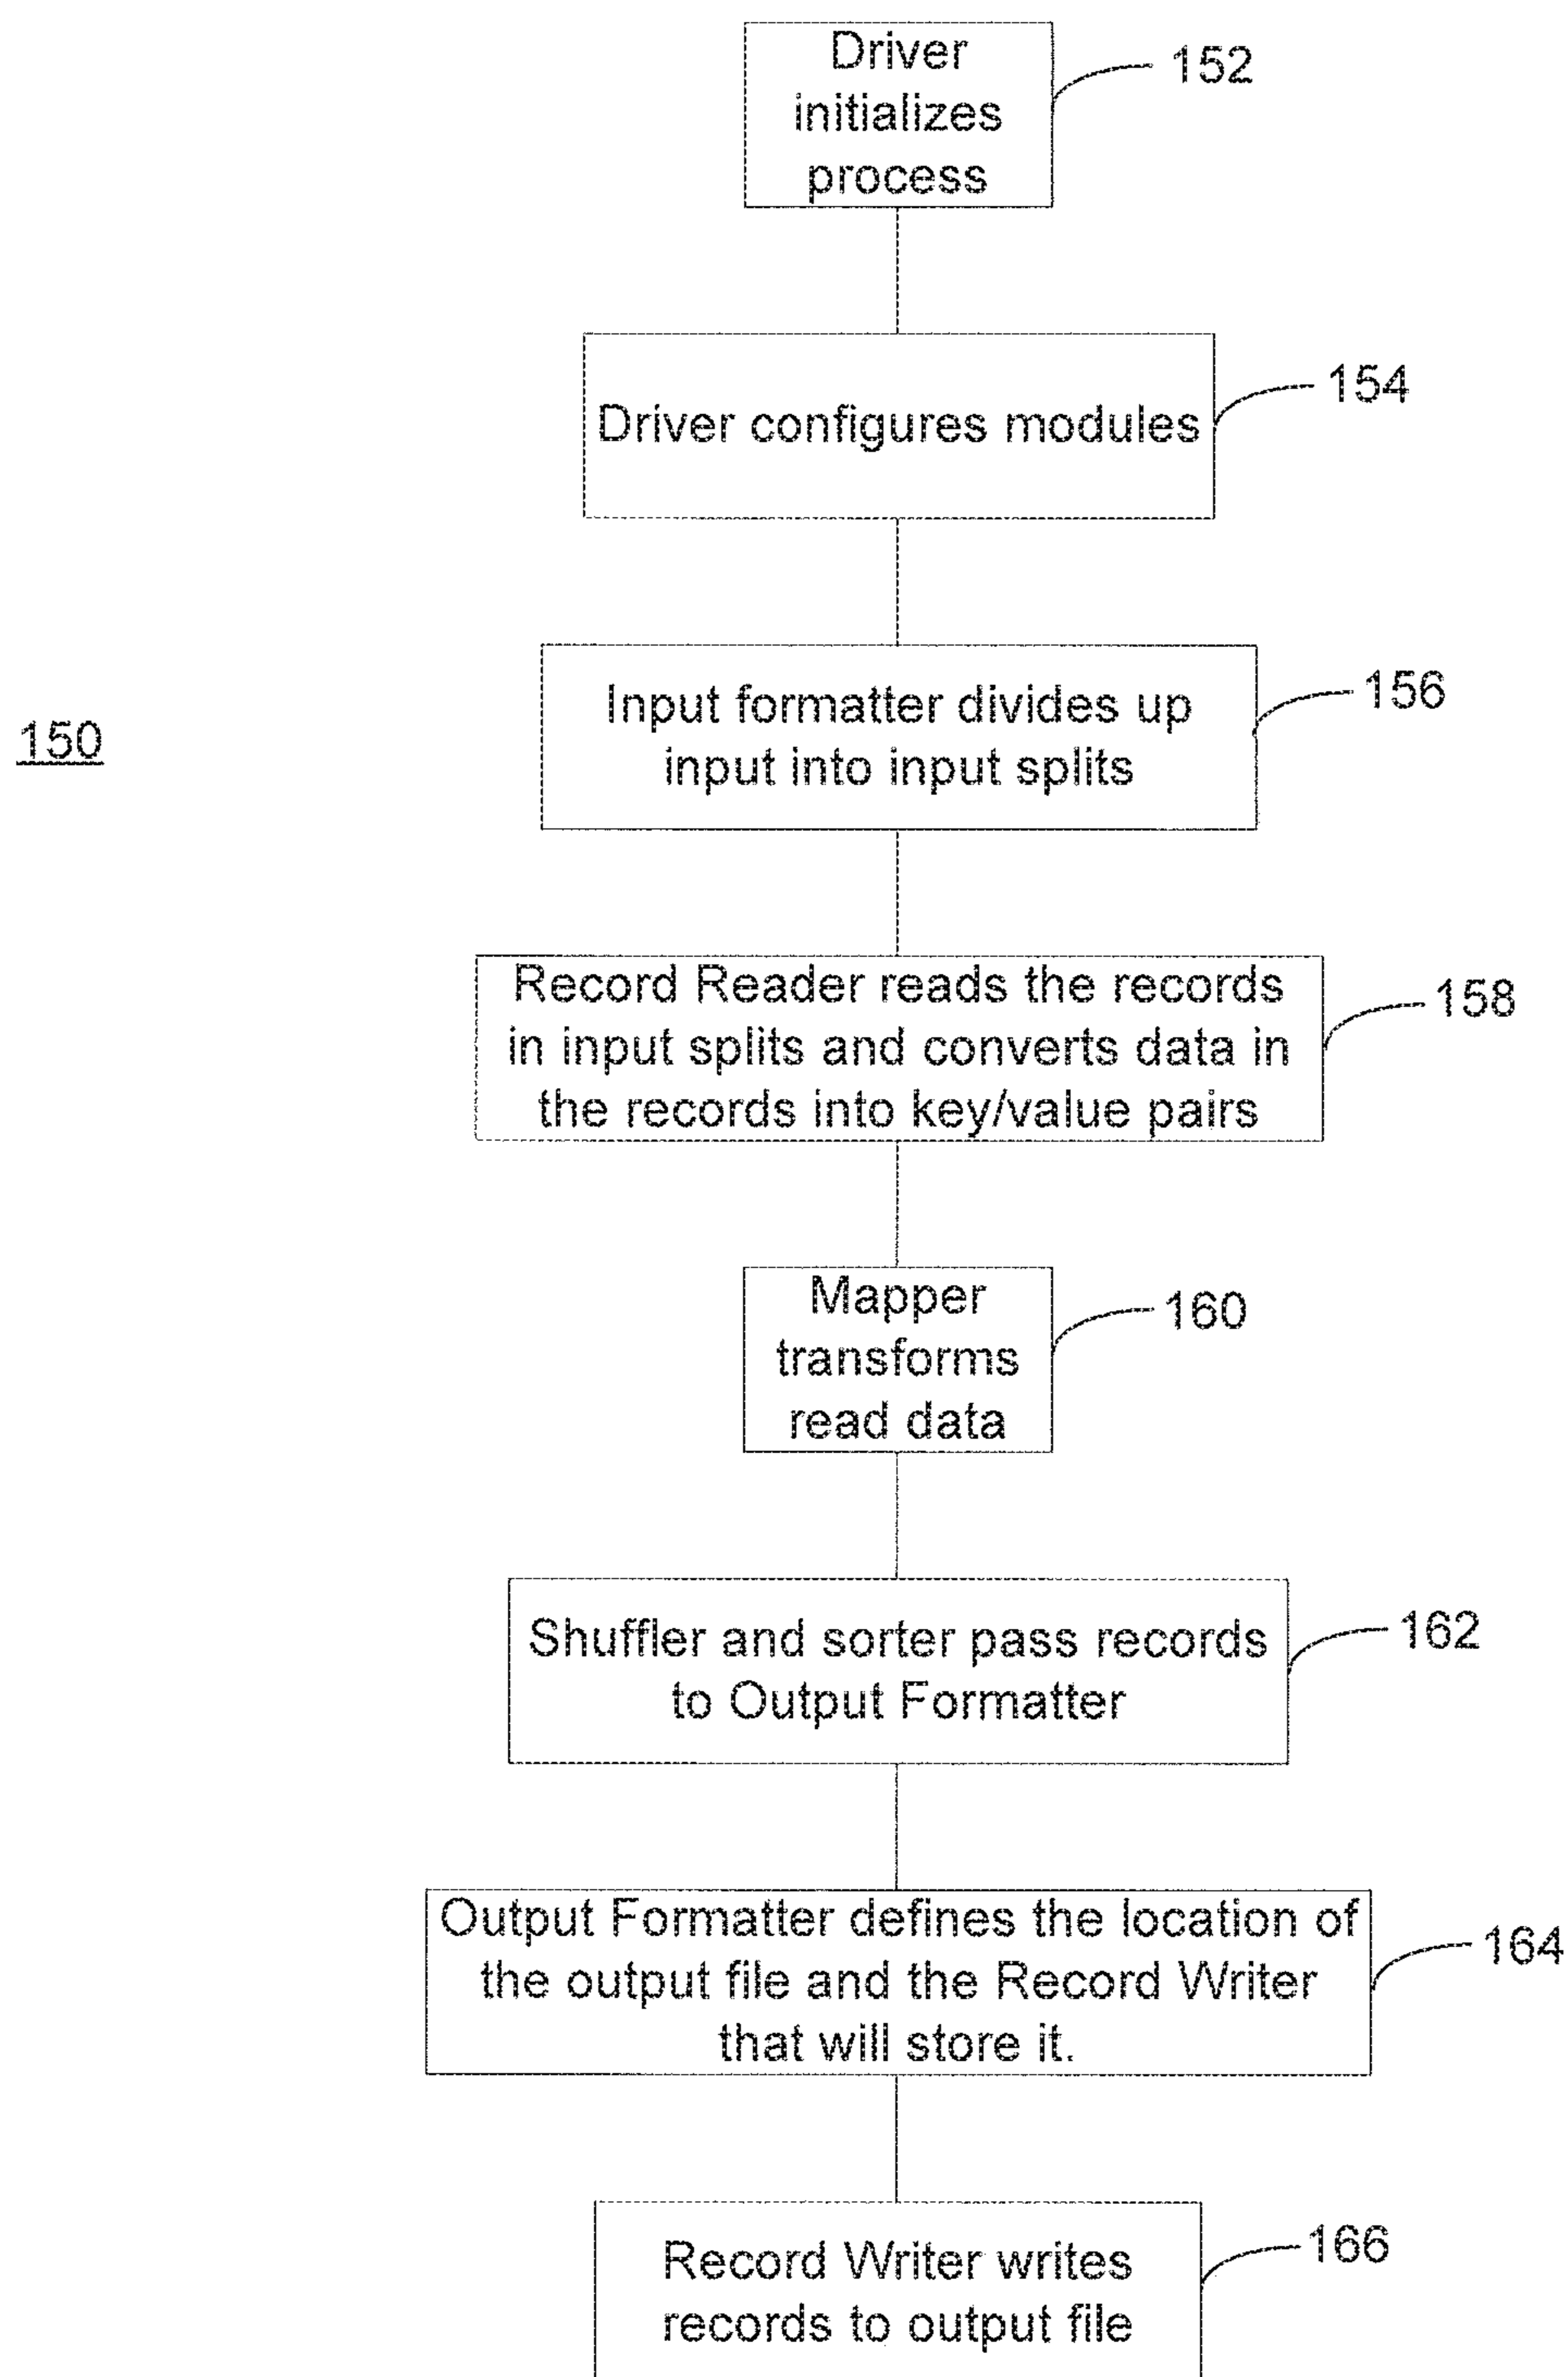 Driver
initializes
process
152
Driver configures modules
154
Input formatter divides up
input into input splits
156
150
Record Reader reads the records
in input splits and converts data in
the records into key/value pairs
158
Mapper
transforms
read data
160
Shuffler and sorter pass records
to Output Formatter
162
Output Formatter defines the location of
the output file and the Record Writer
that will store it.
164
Record Writer writes
records to output file
166